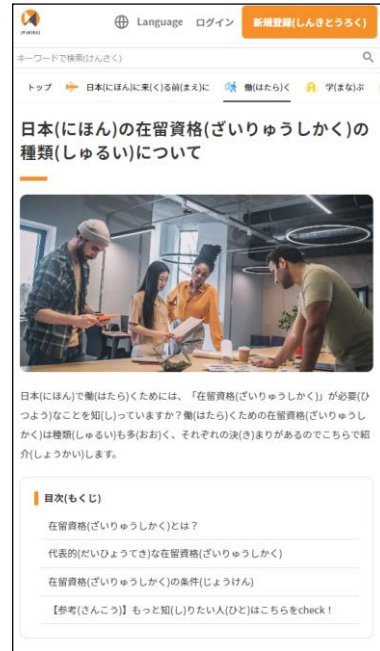 JP-MIRAI
Language ログイン 新規登録(しんきとうろく)
キーワードで検索(けんさく)
トップ 日本(にほん)に来(く)る前(まえ)に 働(はたら)く 学(まな)ぶ
日本(にほん)の在留資格(ざいりゅうしかく)の
種類(しゅるい)について
日本(にほん)で働(はたら)くためには、「在留資格(ざいりゅうしかく)」が必要(ひ
つよう)なことを知(し)っていますか？働(はたら)くための在留資格(ざいりゅうし
かく)は種類(しゅるい)も多(おお)く、それぞれの決(き)まりがあるのでこちらで紹
介(しょうかい)します。
目次(もくじ)
在留資格(ざいりゅうしかく)とは？
代表的(だいひょうてき)な在留資格(ざいりゅうしかく)
在留資格(ざいりゅうしかく)の条件(じょうけん)
【参考(さんこう)】もっと知(し)りたい人(ひと)はこちらをcheck！